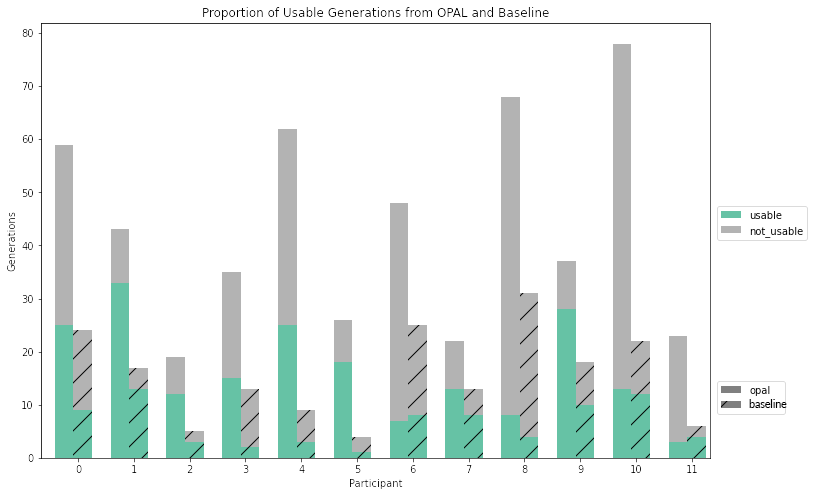 Proportion of Usable Generations from OPAL and Baseline
80
70
60
50
40
30
20
10
0
Generations
0 1 2 3 4 5 6 7 8 9 10 11
Participant
usable
not_usable
opal
baseline